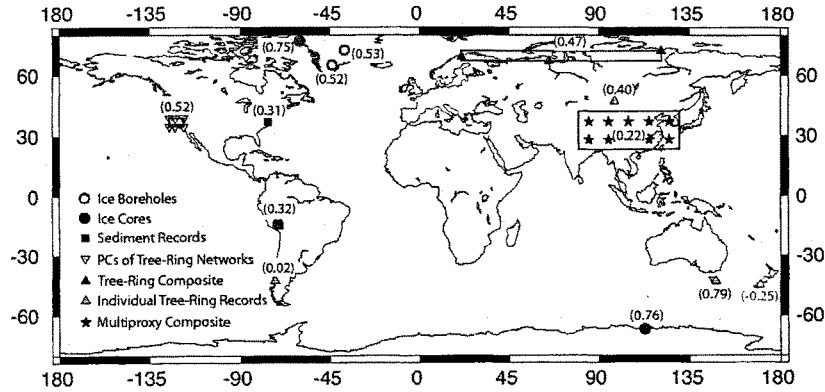 180 -135 -90 -45 0 45 90 135 180
60 60
30 30
0 0
-30 -30
-60 -60
(0.75)
(0.53)
(0.52)
(0.47)
(0.52)
(0.31)
(0.40)
(0.22)
(0.32)
(0.02)
(0.79)
(-0.25)
(0.76)
Ice Boreholes
Ice Cores
Sediment Records
PCs of Tree-Ring Networks
Tree-Ring Composite
Individual Tree-Ring Records
Multiproxy Composite
180 -135 -90 -45 0 45 90 135 180